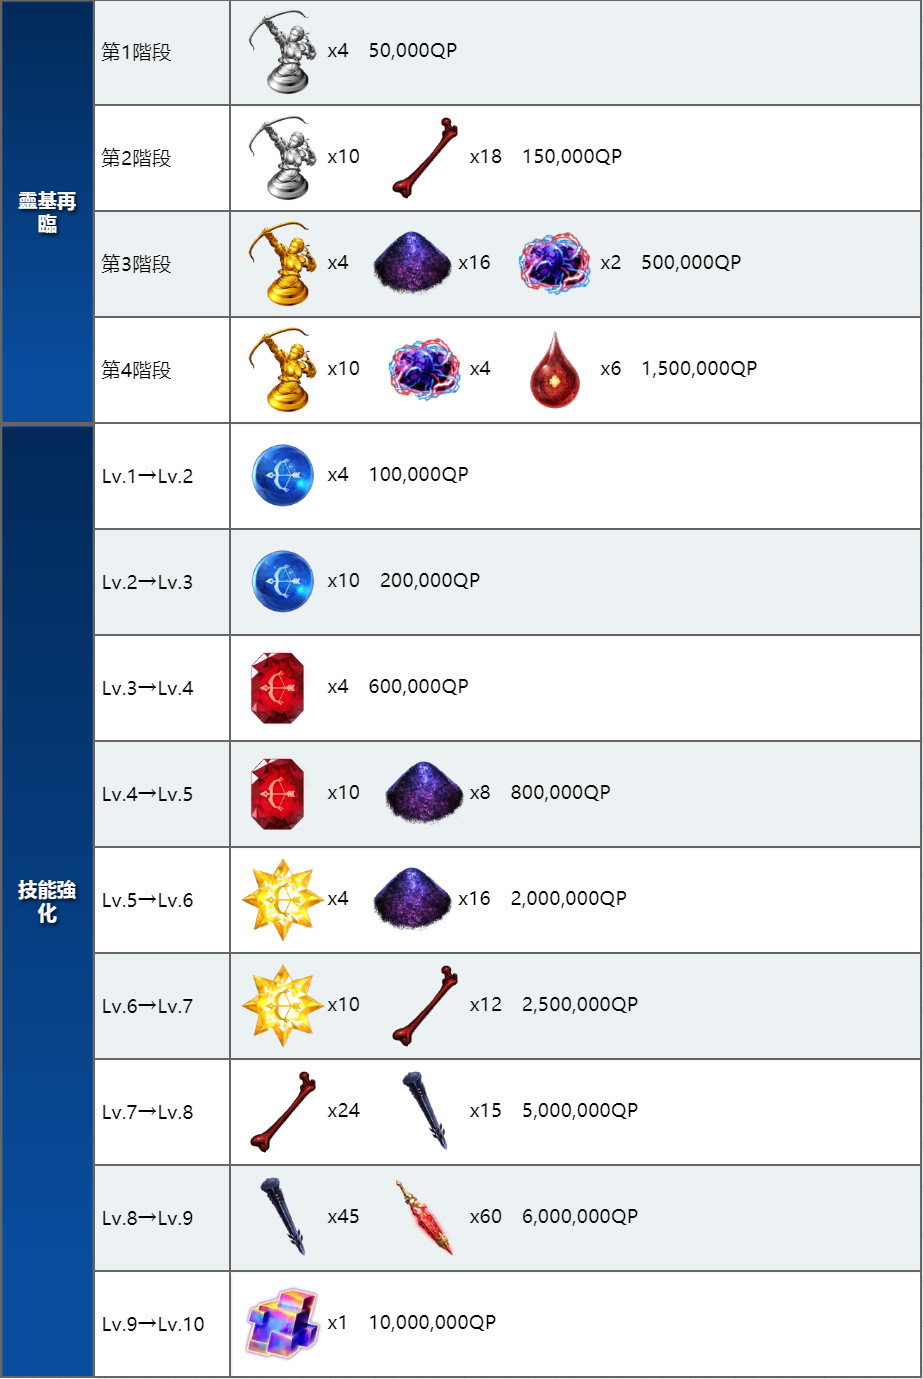 靈基再
臨
第1階段 x4 50,000QP
第2階段 x10 x18 150,000QP
第3階段 x4 x16 x2 500,000QP
第4階段 x10 x4 x6 1,500,000QP
技能強
化
Lv.1→Lv.2 x4 100,000QP
Lv.2→Lv.3 x10 200,000QP
Lv.3→Lv.4 x4 600,000QP
Lv.4→Lv.5 x10 x8 800,000QP
Lv.5→Lv.6 x4 x16 2,000,000QP
Lv.6→Lv.7 x10 x12 2,500,000QP
Lv.7→Lv.8 x24 x15 5,000,000QP
Lv.8→Lv.9 x45 x60 6,000,000QP
Lv.9→Lv.10 x1 10,000,000QP